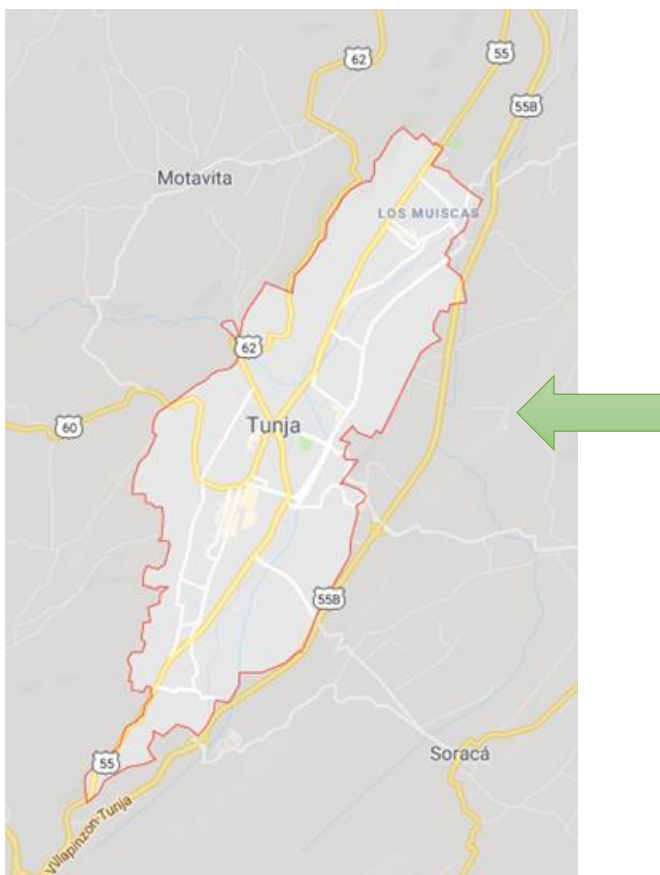 62
55
55B
Motavita
LOS MUISCAS
62
Tunja
60
55B
Soracá
55
Villapinzon-Tunja